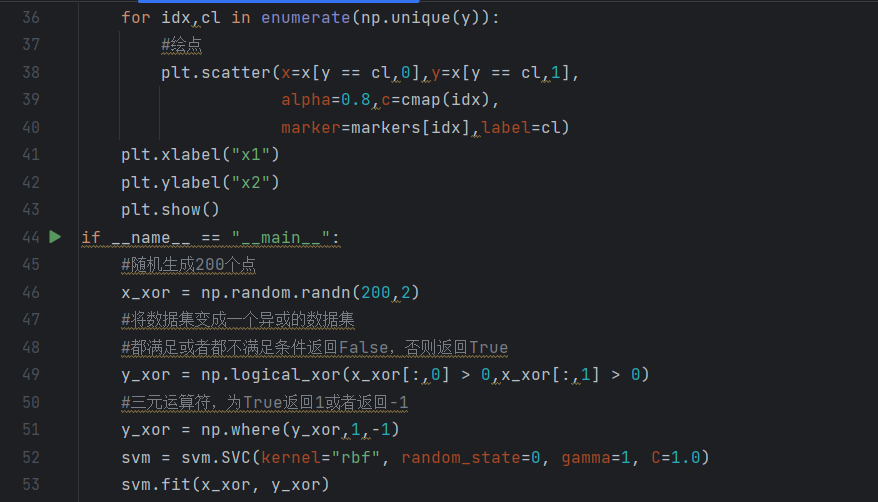 36 for idx,cl in enumerate(np.unique(y)):
37 #绘点
38 plt.scatter(x=x[y == cl,0],y=x[y == cl,1],
39 alpha=0.8,c=cmap(idx),
40 marker=markers[idx],label=cl)
41 plt.xlabel("x1")
42 plt.ylabel("x2")
43 plt.show()
44 if __name__ == "__main__":
45 #随机生成200个点
46 x_xor = np.random.randn(200,2)
47 #将数据集变成一个异或的数据集
48 #都满足或者都不满足条件返回False，否则返回True
49 y_xor = np.logical_xor(x_xor[:,0] > 0,x_xor[:,1] > 0)
50 #三元运算符，为True返回1或者返回-1
51 y_xor = np.where(y_xor,1,-1)
52 svm = svm.SVC(kernel="rbf", random_state=0, gamma=1, C=1.0)
53 svm.fit(x_xor, y_xor)